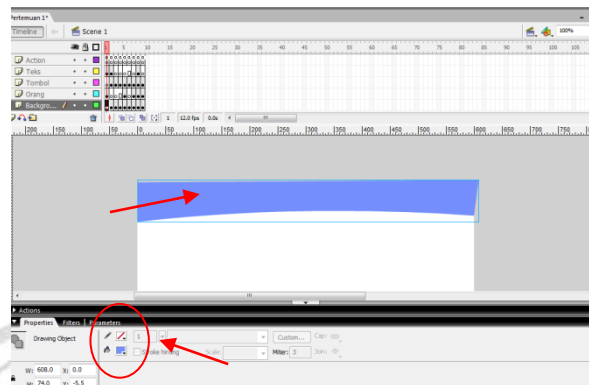 Pertemuan 1*
Timeline Scene 1 100%
5 10 15 20 25 30 35 40 45 50 55 60 65 70 75 80 85 90 95 100 105
Action
Teks
Tombol
Orang
Backgro...
1 12.0 fps 0.0s
200 150 100 50 0 50 100 150 200 250 300 350 400 450 500 550 600 650 700 750
Actions
Properties Filters Parameters
Drawing Object 1 Custom... Cap:
Stroke hinting Scale: Miter: 3 Join:
W: 608.0 X: 0.0
H: 74.0 Y: -5.5